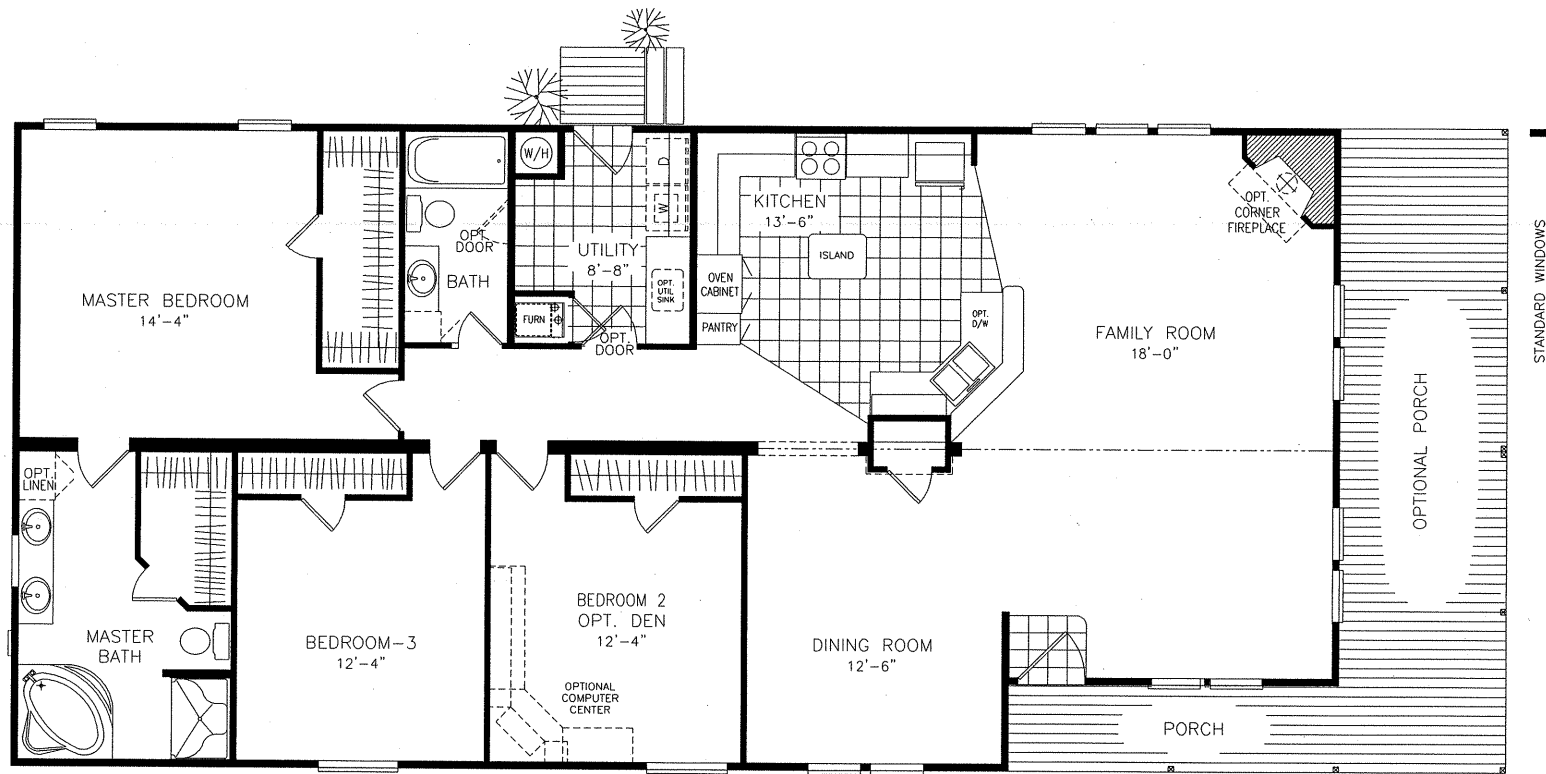 W/H
D
W
KITCHEN
13'-6"
OPT.
CORNER
FIREPLACE
OPT.
DOOR
UTILITY
8'-8"
ISLAND
BATH
OPT.
UTIL
SINK
OVEN
CABINET
MASTER BEDROOM
14'-4"
FURN
PANTRY
OPT.
D/W
OPT.
DOOR
FAMILY ROOM
18'-0"
STANDARD WINDOWS
OPTIONAL PORCH
OPT.
LINEN
MASTER
BATH
BEDROOM-3
12'-4"
BEDROOM 2
OPT. DEN
12'-4"
OPTIONAL
COMPUTER
CENTER
DINING ROOM
12'-6"
PORCH